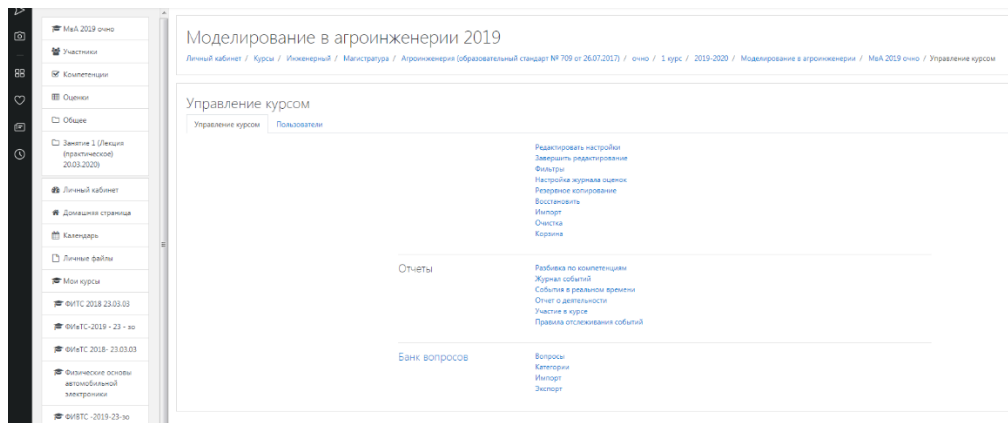 МвА 2019 очно
Участники
Компетенции
Оценки
Общее
Занятие 1 (Лекция
(практическое)
20.03.2020)
Личный кабинет
Домашняя страница
Календарь
Личные файлы
Мои курсы
ФИТС 2018 23.03.03
ФИвТС-2019 - 23 - зо
ФИвТС 2018- 23.03.03
Физические основы
автомобильной
электроники
ФИВТС -2019-23-зо
Моделирование в агроинженерии 2019
Личный кабинет / Курсы / Инженерный / Магистратура / Агроинженерия (образовательный стандарт № 709 от 26.07.2017) / очно / 1 курс / 2019-2020 / Моделирование в агроинженерии / МвА 2019 очно / Управление курсом
Управление курсом
Управление курсом Пользователи
Редактировать настройки
Завершить редактирование
Фильтры
Настройка журнала оценок
Резервное копирование
Восстановить
Импорт
Очистка
Корзина
Отчеты
Разбивка по компетенциям
Журнал событий
События в реальном времени
Отчет о деятельности
Участие в курсе
Правила отслеживания событий
Банк вопросов
Вопросы
Категории
Импорт
Экспорт